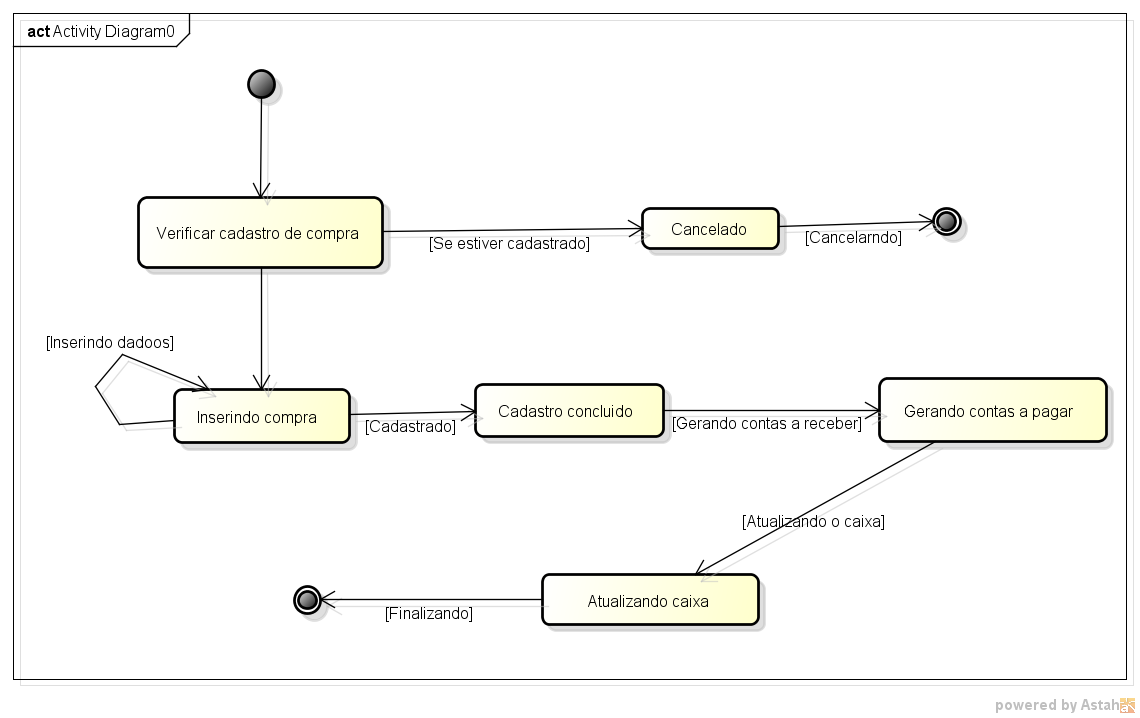 act Activity Diagram0
Verificar cadastro de compra
[Se estiver cadastrado]
Cancelado
[Cancelarndo]
[Inserindo dadoos]
Inserindo compra
[Cadastrado]
Cadastro concluido
[Gerando contas a receber]
Gerando contas a pagar
[Atualizando o caixa]
Atualizando caixa
[Finalizando]
powered by Astah